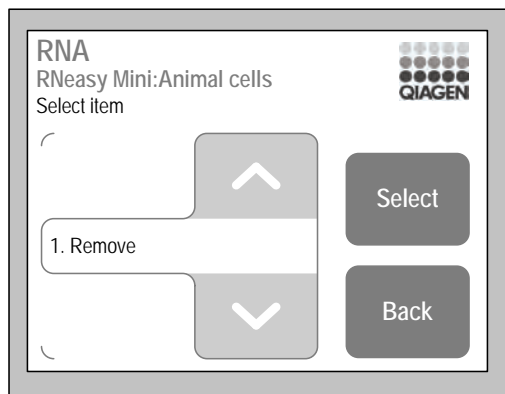 RNA
RNeasy Mini:Animal cells
Select item
QIAGEN
1. Remove
Select
Back